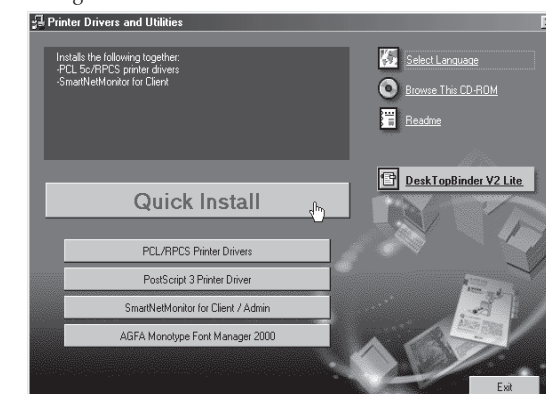 Printer Drivers and Utilities
Installs the following together:
-PCL 5c/RPCS printer drivers
-SmartNetMonitor for Client
Select Language
Browse This CD-ROM
Readme
DeskTopBinder V2 Lite
Quick Install
PCL/RPCS Printer Drivers
PostScript 3 Printer Driver
SmartNetMonitor for Client / Admin
AGFA Monotype Font Manager 2000
Exit